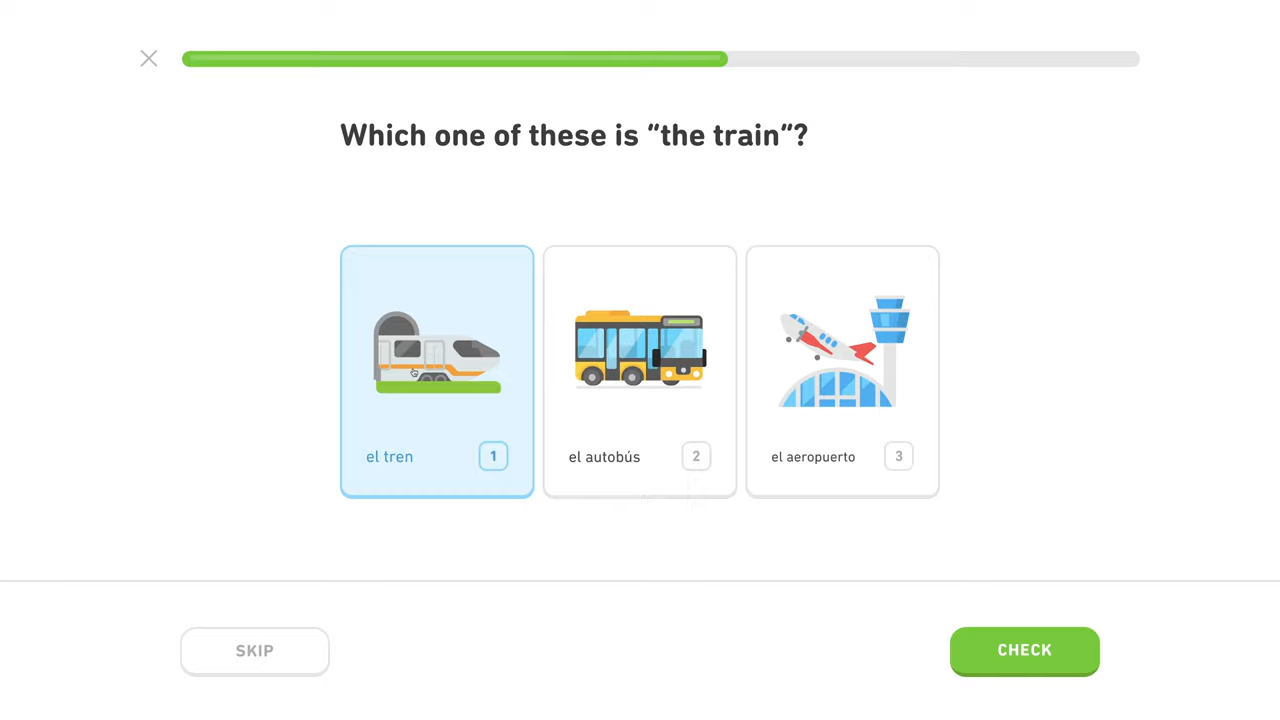 Which one of these is “the train”?
el tren 1
el autobús 2
el aeropuerto 3
SKIP
CHECK